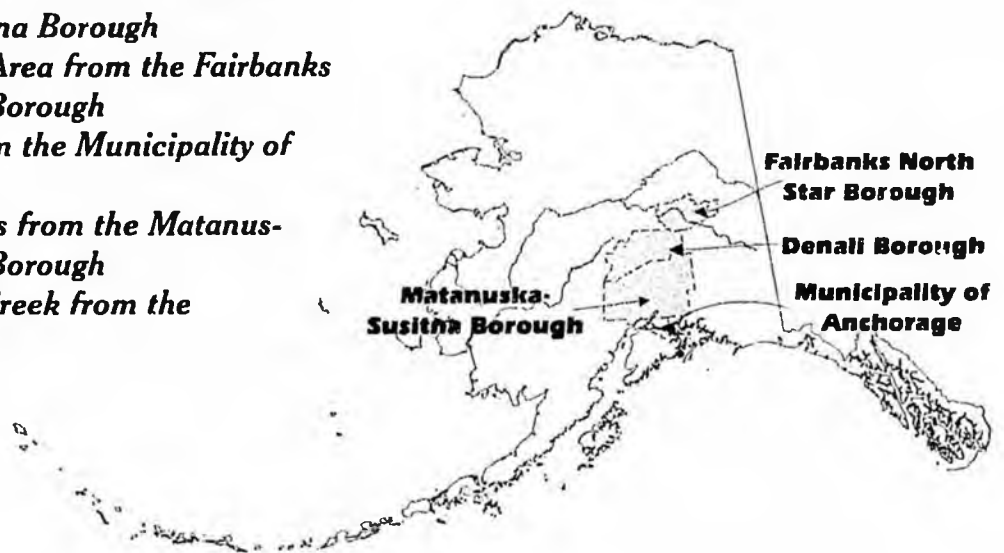 na Borough
Area from the Fairbanks
Borough
n the Municipality of
s from the Matanus-
Borough
Creek from the
Fairbanks North
Star Borough
Denali Borough
Matanuska-
Susitna Borough
Municipality of
Anchorage